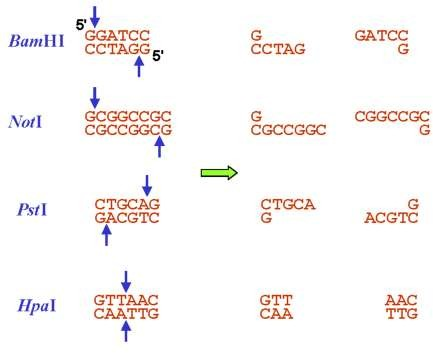 5' GGATCC G GATCC
BamHI
CCTAGG 5' CCTAG G
GCGGCCGC G CGGCCGC
NotI
CGCCGGCG CGCCGGC G
CTGCAG CTGCA G
PstI
GACGTC G ACGTC
GTTAAC GTT AAC
HpaI
CAATTG CAA TTG